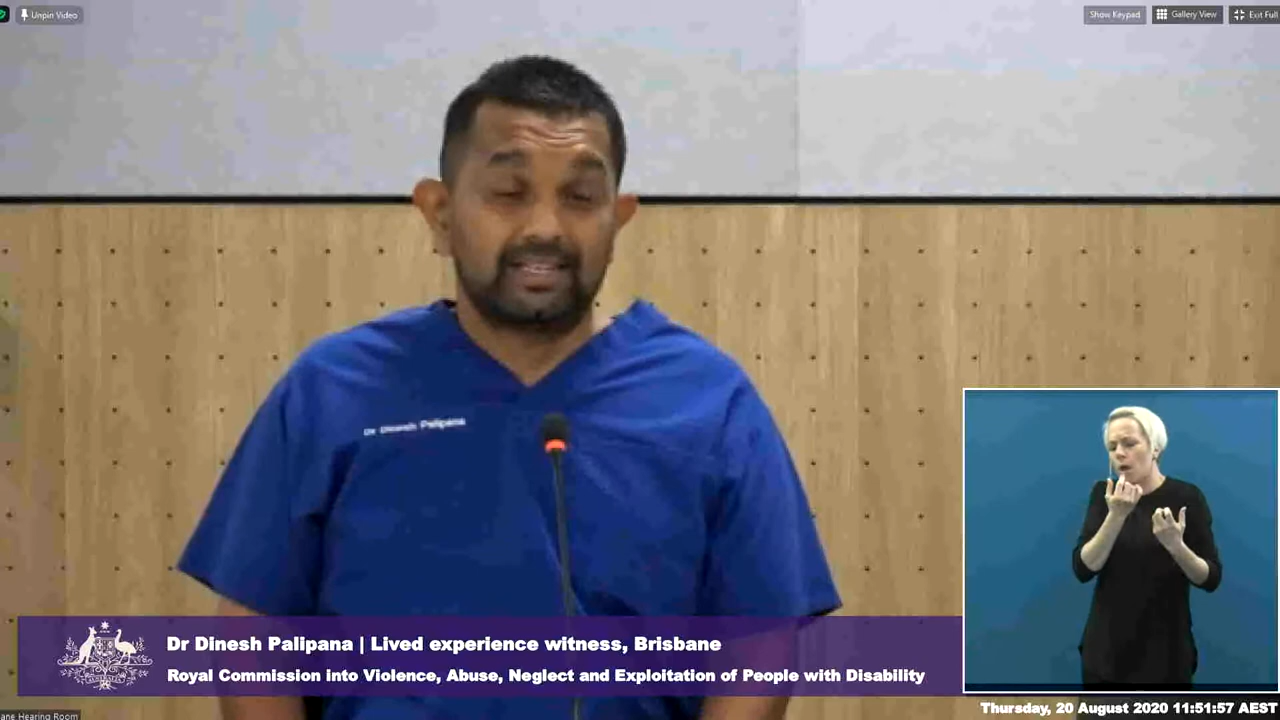 Unpin Video
Show Keypad
Gallery View
Exit Full
Dr Dinesh Palipana
Dr Dinesh Palipana | Lived experience witness, Brisbane
Royal Commission into Violence, Abuse, Neglect and Exploitation of People with Disability
ane Hearing Room
Thursday, 20 August 2020 11:51:57 AEST